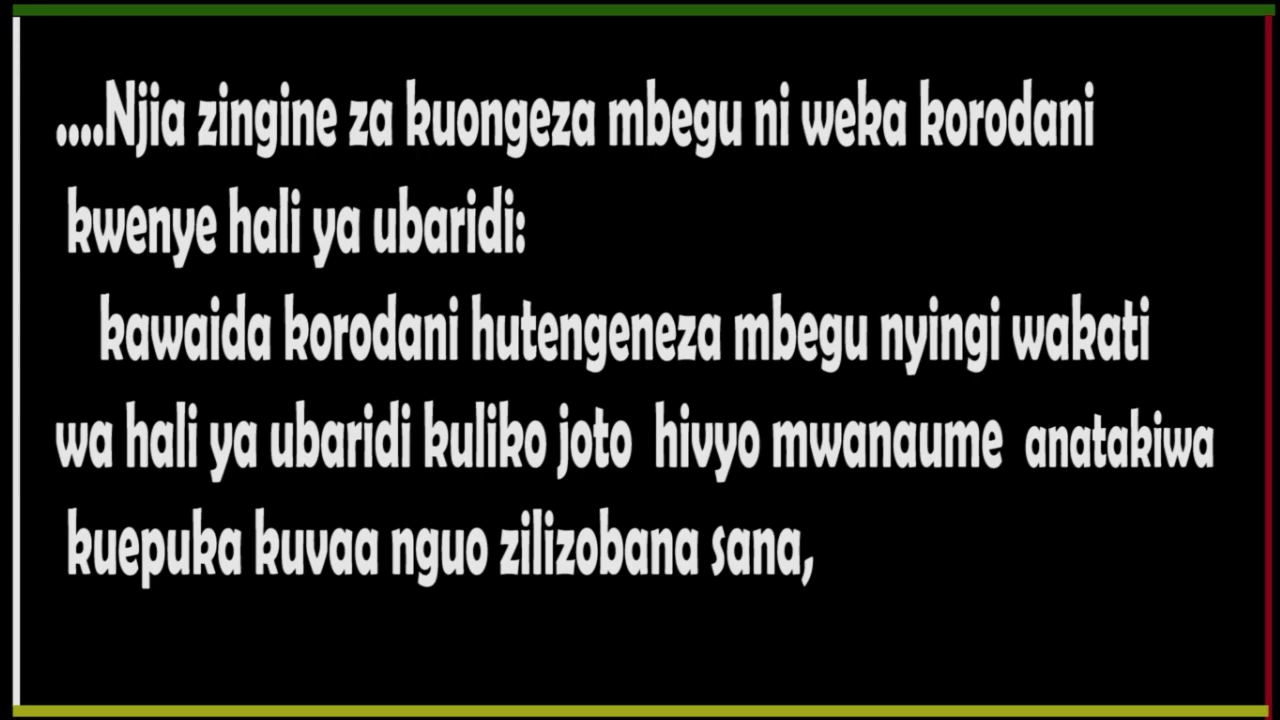 ....Njia zingine za kuongeza mbegu ni weka korodani
kwenye hali ya ubaridi:
kawaida korodani hutengeneza mbegu nyingi wakati
wa hali ya ubaridi kuliko joto hivyo mwanaume anatakiwa
kuepuka kuvaa nguo zilizobana sana,